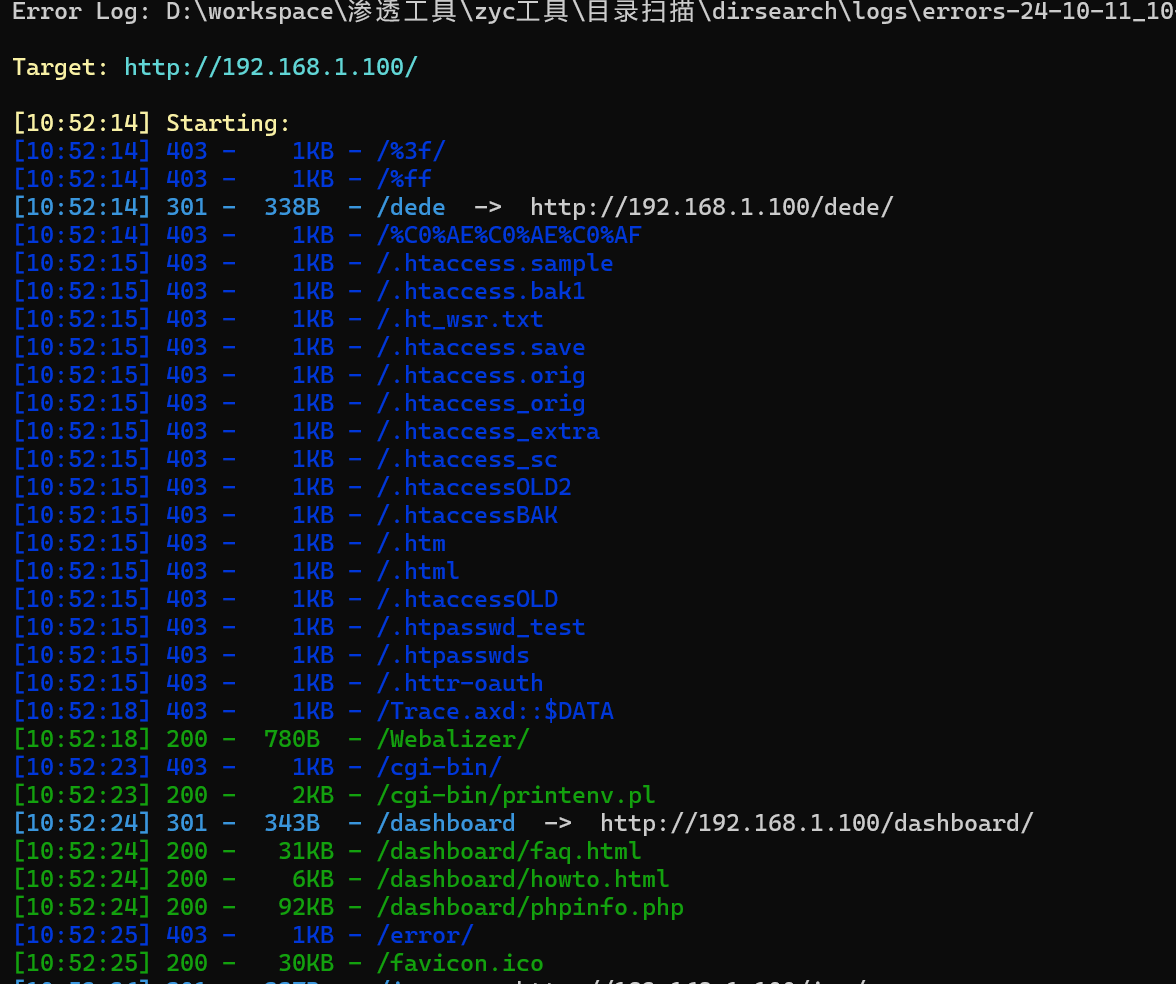 Error Log: D:\workspace\渗透工具\zyc工具\目录扫描\dirsearch\logs\errors-24-10-11_10
Target: http://192.168.1.100/
[10:52:14] Starting:
[10:52:14] 403 -    1KB - /%3f/
[10:52:14] 403 -    1KB - /%ff
[10:52:14] 301 -  338B  - /dede  ->  http://192.168.1.100/dede/
[10:52:14] 403 -    1KB - /%C0%AE%C0%AE%C0%AF
[10:52:15] 403 -    1KB - /.htaccess.sample
[10:52:15] 403 -    1KB - /.htaccess.bak1
[10:52:15] 403 -    1KB - /.ht_wsr.txt
[10:52:15] 403 -    1KB - /.htaccess.save
[10:52:15] 403 -    1KB - /.htaccess.orig
[10:52:15] 403 -    1KB - /.htaccess_orig
[10:52:15] 403 -    1KB - /.htaccess_extra
[10:52:15] 403 -    1KB - /.htaccess_sc
[10:52:15] 403 -    1KB - /.htaccessOLD2
[10:52:15] 403 -    1KB - /.htaccessBAK
[10:52:15] 403 -    1KB - /.htm
[10:52:15] 403 -    1KB - /.html
[10:52:15] 403 -    1KB - /.htaccessOLD
[10:52:15] 403 -    1KB - /.htpasswd_test
[10:52:15] 403 -    1KB - /.htpasswds
[10:52:15] 403 -    1KB - /.httr-oauth
[10:52:18] 403 -    1KB - /Trace.axd::$DATA
[10:52:18] 200 -  780B  - /Webalizer/
[10:52:23] 403 -    1KB - /cgi-bin/
[10:52:23] 200 -    2KB - /cgi-bin/printenv.pl
[10:52:24] 301 -  343B  - /dashboard  ->  http://192.168.1.100/dashboard/
[10:52:24] 200 -   31KB - /dashboard/faq.html
[10:52:24] 200 -    6KB - /dashboard/howto.html
[10:52:24] 200 -   92KB - /dashboard/phpinfo.php
[10:52:25] 403 -    1KB - /error/
[10:52:25] 200 -   30KB - /favicon.ico